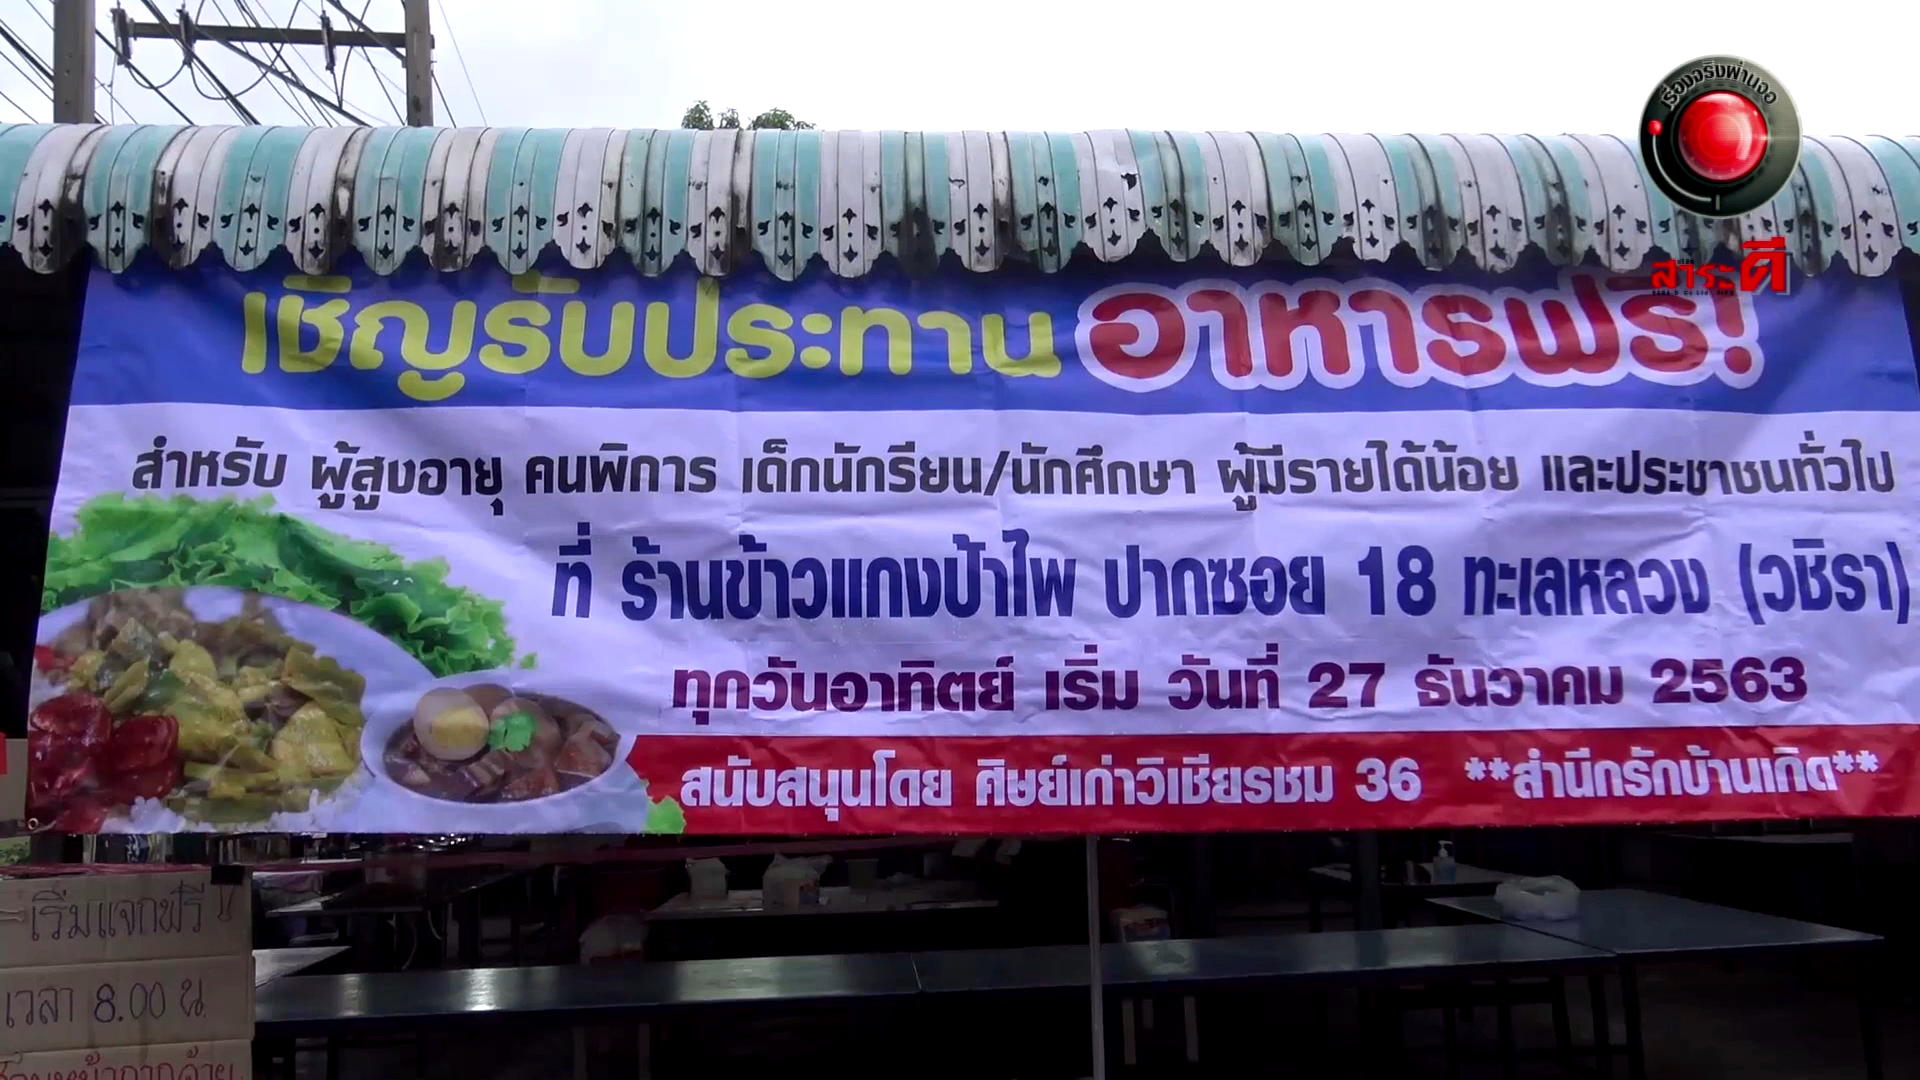 เรื่องจริงผ่านจอ
สาระดี
เชิญรับประทาน อาหารฟรี!
สำหรับ ผู้สูงอายุ คนพิการ เด็กนักเรียน/นักศึกษา ผู้มีรายได้น้อย และประชาชนทั่วไป
ที่ ร้านข้าวแกงป้าไพ ปากซอย 18 ทะเลหลวง (วชิรา)
ทุกวันอาทิตย์ เริ่ม วันที่ 27 ธันวาคม 2563
สนับสนุนโดย ศิษย์เก่าวิเชียรชม 36 **สำนึกรักบ้านเกิด**
เริ่มแจกฟรี
เวลา 8.00 น